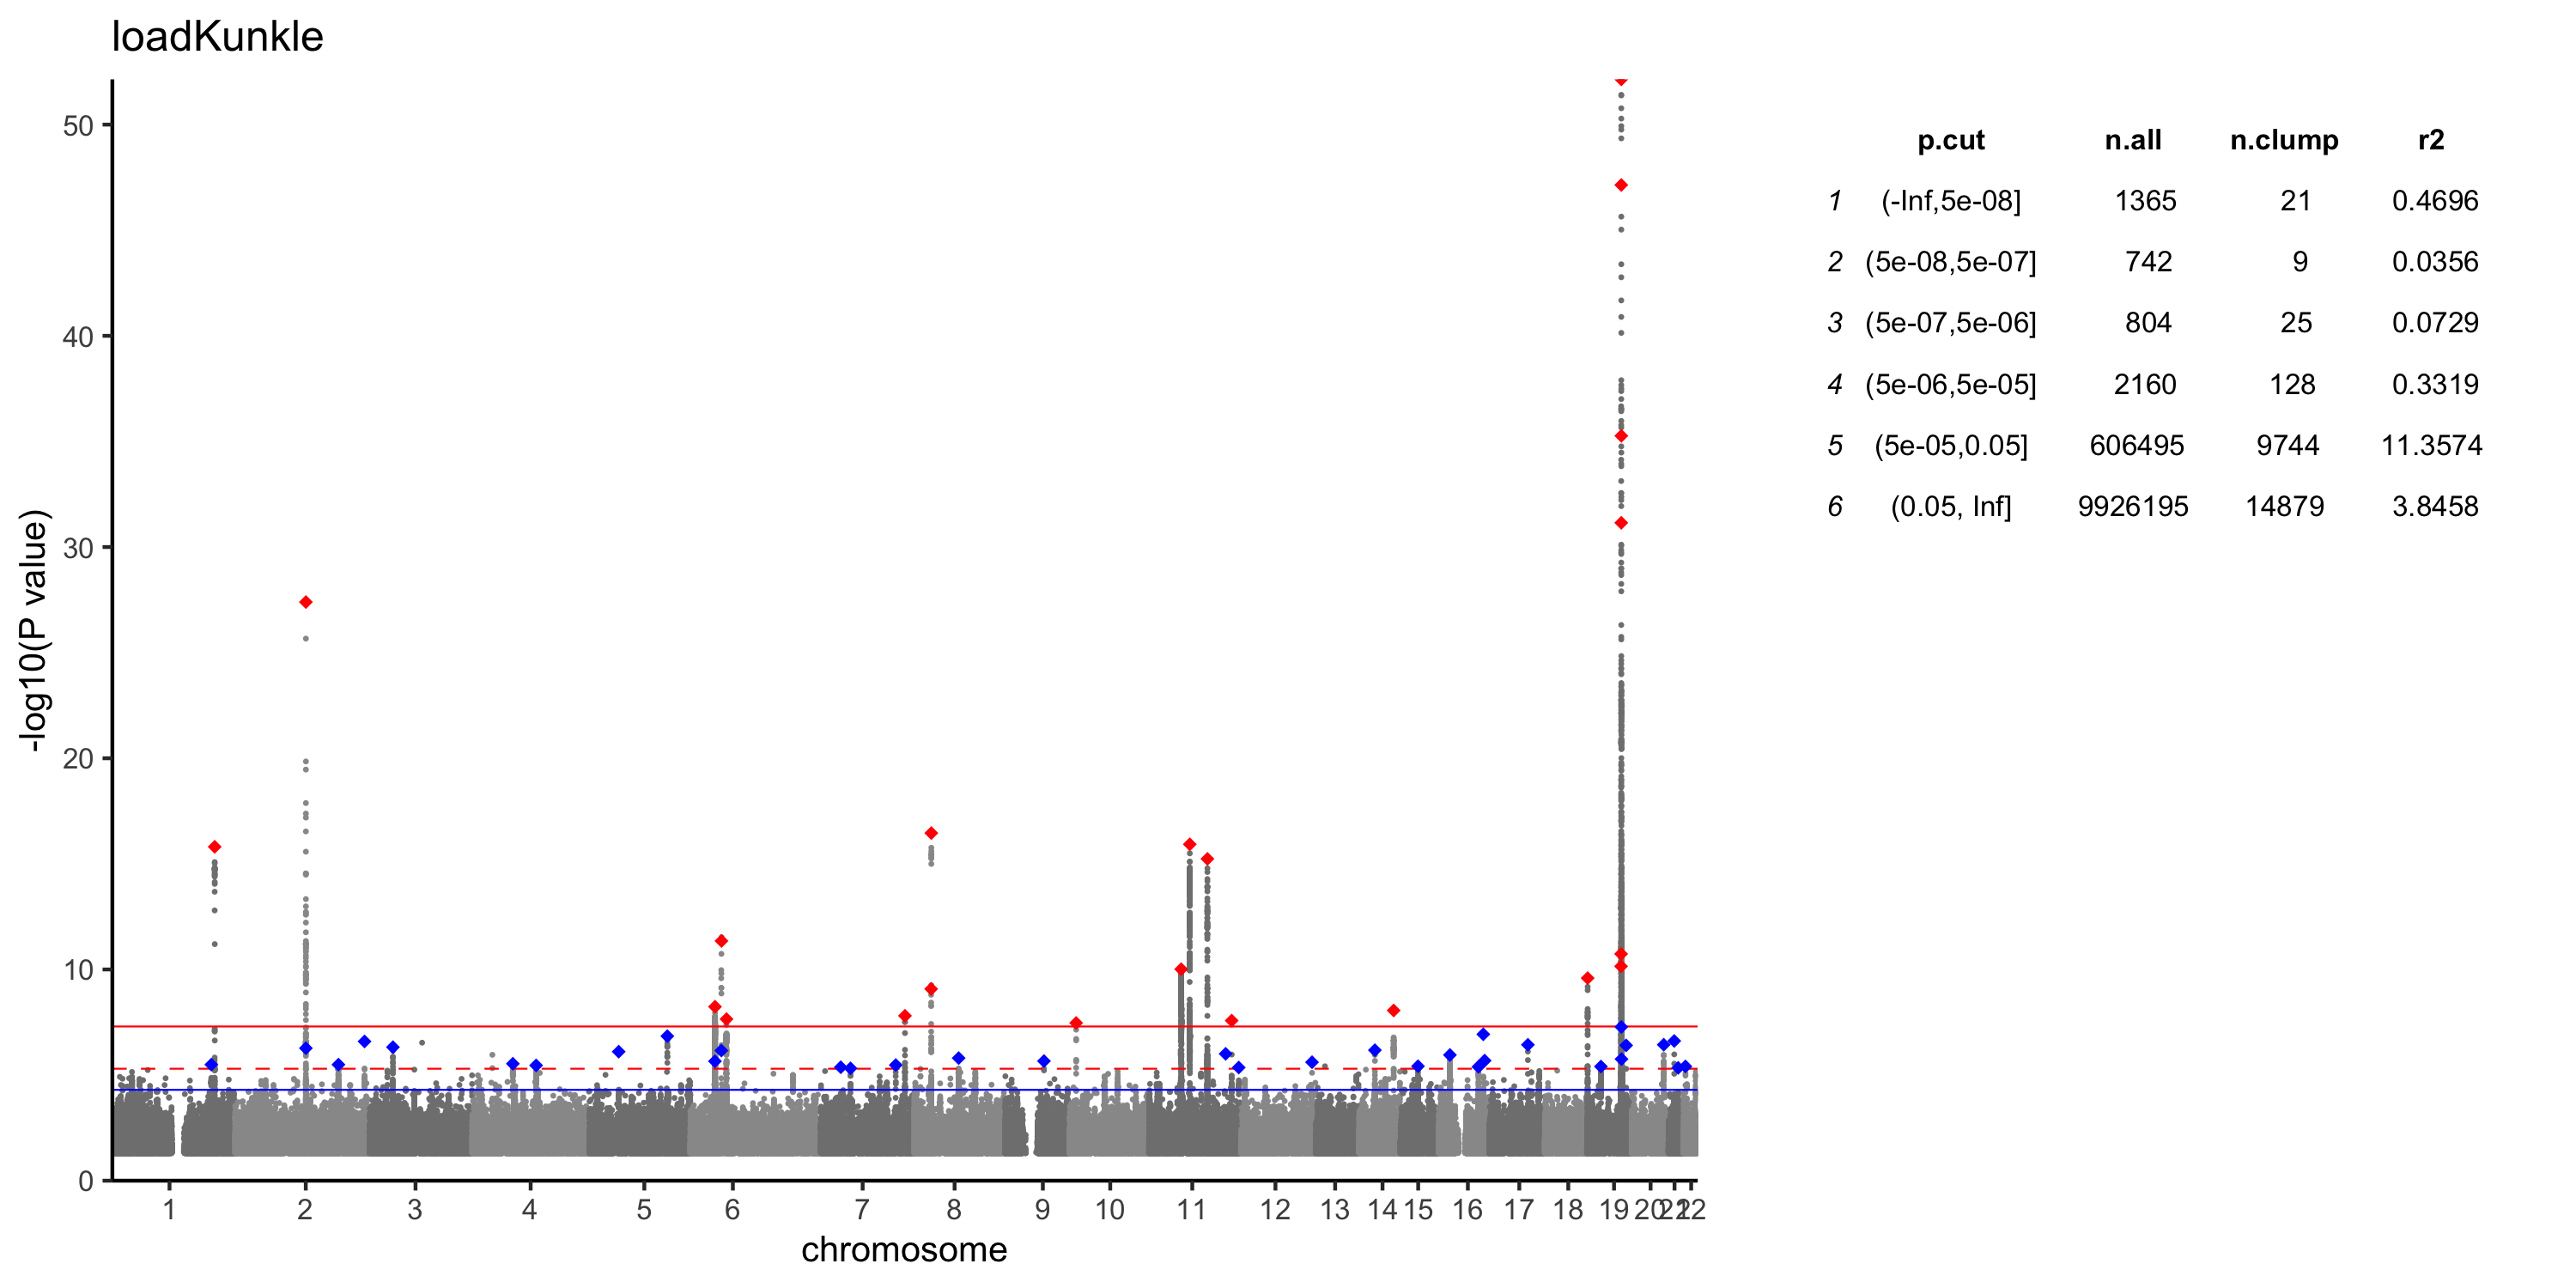 loadKunkle
50
40
30
20
10
0
-log10(P value)
1 2 3 4 5 6 7 8 9 10 11 12 13 14 15 16 17 18 19 20 21 22
chromosome
p.cut n.all n.clump r2
1 (-Inf,5e-08] 1365 21 0.4696
2 (5e-08,5e-07] 742 9 0.0356
3 (5e-07,5e-06] 804 25 0.0729
4 (5e-06,5e-05] 2160 128 0.3319
5 (5e-05,0.05] 606495 9744 11.3574
6 (0.05, Inf] 9926195 14879 3.8458